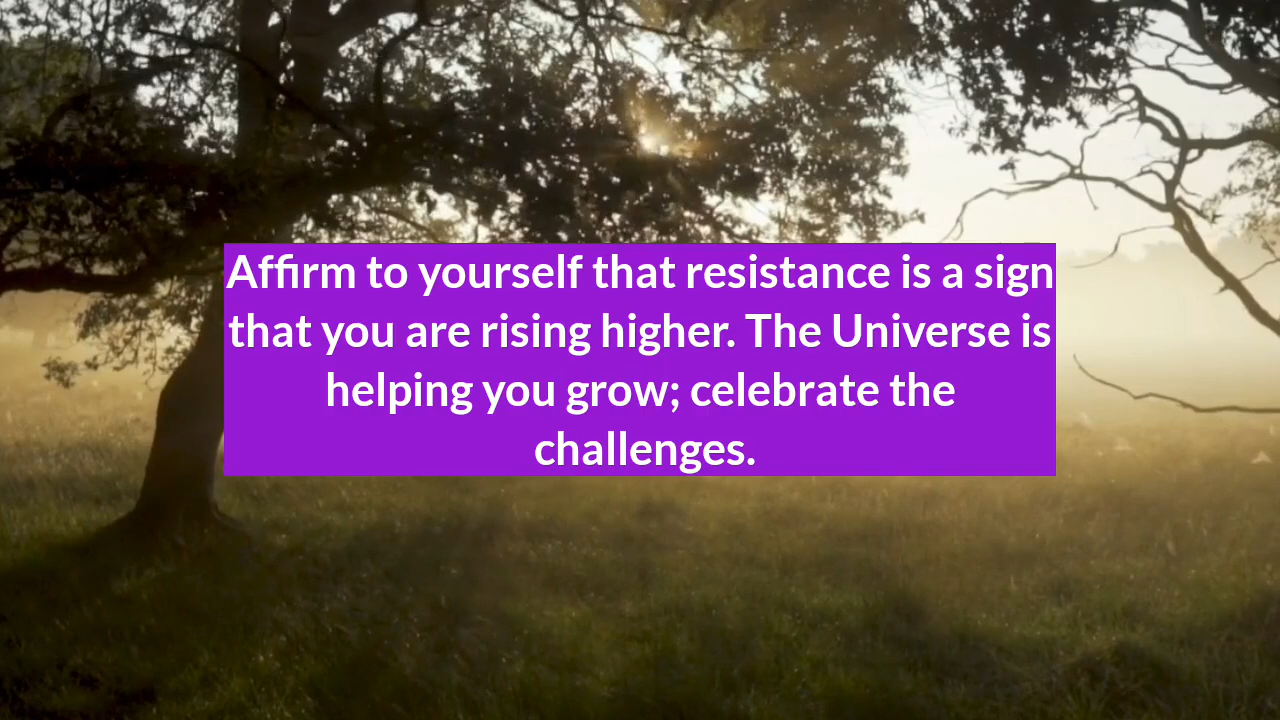 Affirm to yourself that resistance is a sign
that you are rising higher. The Universe is
helping you grow; celebrate the
challenges.